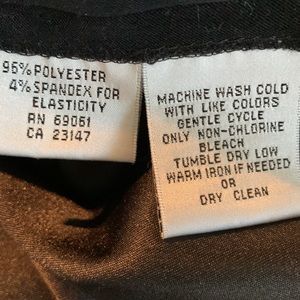 96% POLYESTER
4% SPANDEX FOR
ELASTICITY
RN 69061
CA 23147
MACHINE WASH COLD
WITH LIKE COLORS
GENTLE CYCLE
ONLY NON-CHLORINE
BLEACH
TUMBLE DRY LOW
WARM IRON IF NEEDED
OR
DRY CLEAN